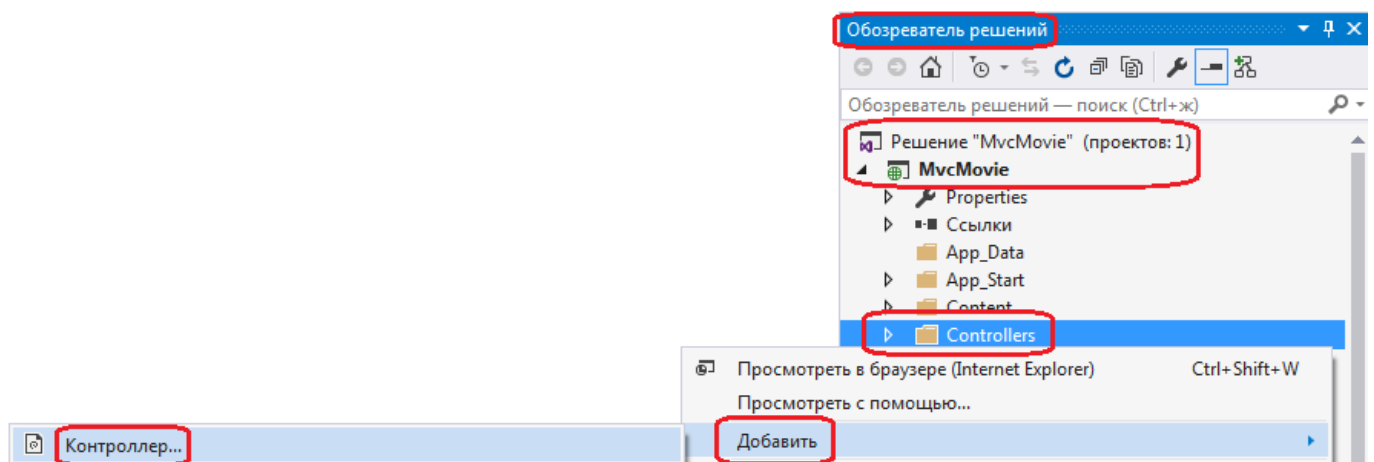 Обозреватель решений
Обозреватель решений — поиск (Ctrl+ж)
Решение "MvcMovie" (проектов: 1)
MvcMovie
Properties
Ссылки
App_Data
App_Start
Content
Controllers
Просмотреть в браузере (Internet Explorer) Ctrl+Shift+W
Просмотреть с помощью...
Добавить
Контроллер...